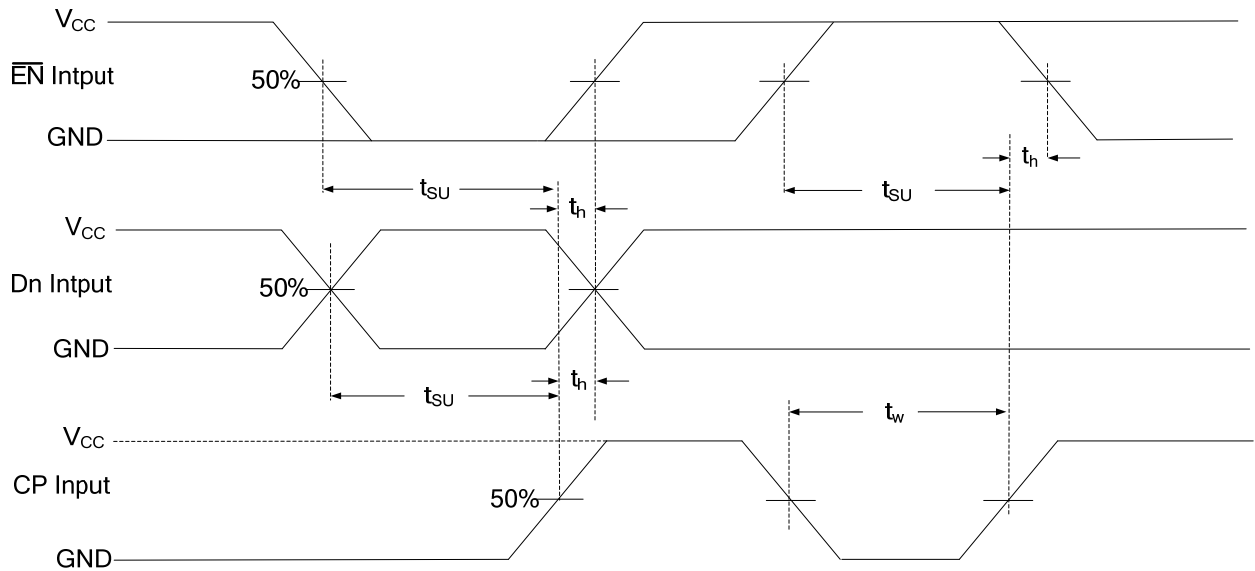 VCC
EN Intput
50%
GND
tSU
th
tSU
th
VCC
Dn Intput
50%
GND
tSU
th
tw
VCC
CP Input
50%
GND